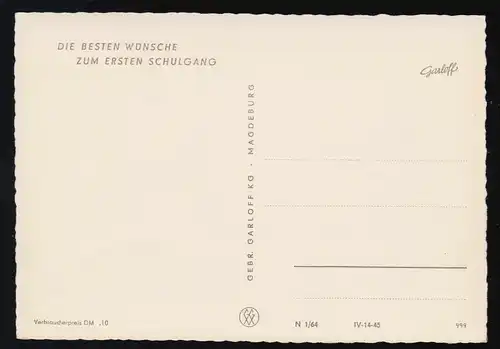 DIE BESTEN WÜNSCHE
ZUM ERSTEN SCHULGANG
Garloff
GEBR. GARLOFF KG · MAGDEBURG
Verbraucherpreis DM ,10
N 1/64 IV-14-45 999